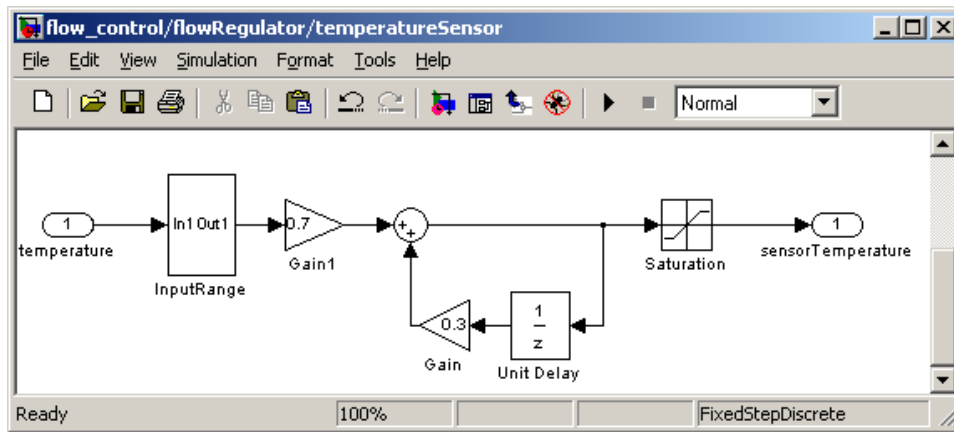 flow_control/flowRegulator/temperatureSensor
File Edit View Simulation Format Tools Help
Normal
1
temperature
In1 Out1
InputRange
0.7
Gain1
+
+
Saturation
1
sensorTemperature
0.3
Gain
1
z
Unit Delay
Ready
100%
FixedStepDiscrete